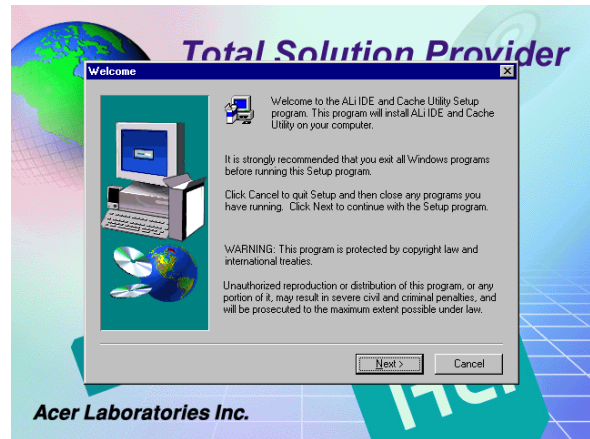 Total Solution Provider
Welcome
Welcome to the ALi IDE and Cache Utility Setup
program. This program will install ALi IDE and Cache
Utility on your computer.
It is strongly recommended that you exit all Windows programs
before running this Setup program.
Click Cancel to quit Setup and then close any programs you
have running. Click Next to continue with the Setup program.
WARNING: This program is protected by copyright law and
international treaties.
Unauthorized reproduction or distribution of this program, or any
portion of it, may result in severe civil and criminal penalties, and
will be prosecuted to the maximum extent possible under law.
Next >
Cancel
Acer Laboratories Inc.